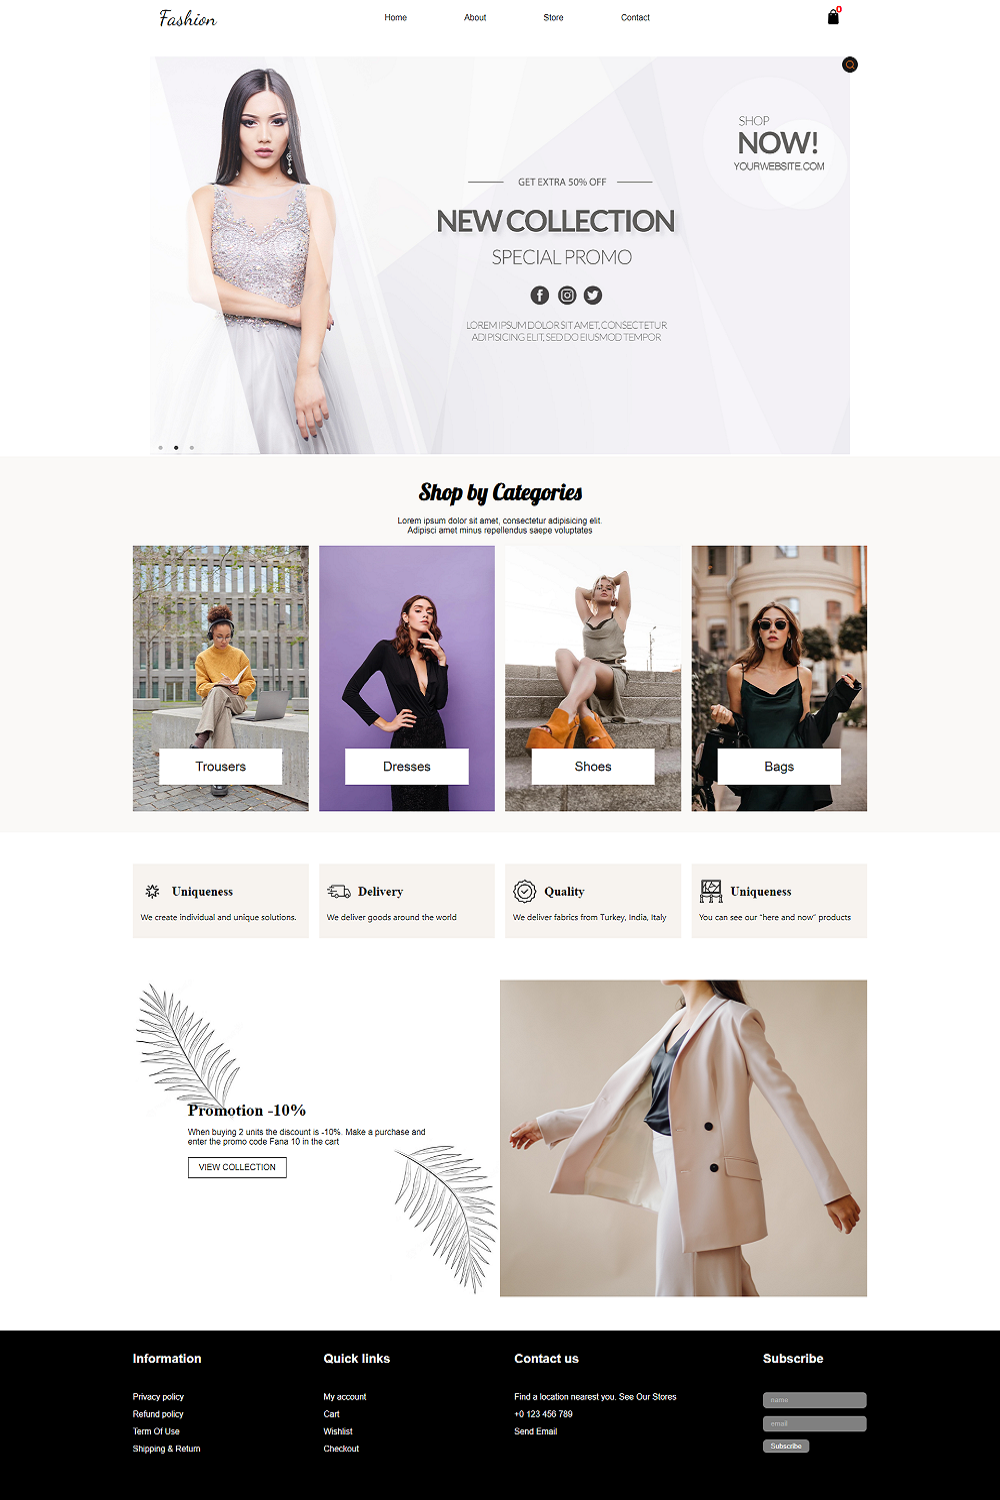 Fashion
Home About Store Contact
0
SHOP
NOW!
YOURWEBSITE.COM
GET EXTRA 50% OFF
NEW COLLECTION
SPECIAL PROMO
LOREM IPSUM DOLOR SIT AMET, CONSECTETUR
ADIPISICING ELIT, SED DO EIUSMOD TEMPOR
Shop by Categories
Lorem ipsum dolor sit amet, consectetur adipisicing elit.
Adipisci amet minus repellendus saepe voluptates
Trousers
Dresses
Shoes
Bags
Uniqueness
We create individual and unique solutions.
Delivery
We deliver goods around the world
Quality
We deliver fabrics from Turkey, India, Italy
Uniqueness
You can see our "here and now" products
Promotion -10%
When buying 2 units the discount is -10%. Make a purchase and
enter the promo code Fana 10 in the cart
VIEW COLLECTION
Information
Privacy policy
Refund policy
Term Of Use
Shipping & Return
Quick links
My account
Cart
Wishlist
Checkout
Contact us
Find a location nearest you. See Our Stores
+0 123 456 789
Send Email
Subscribe
name
email
Subscribe